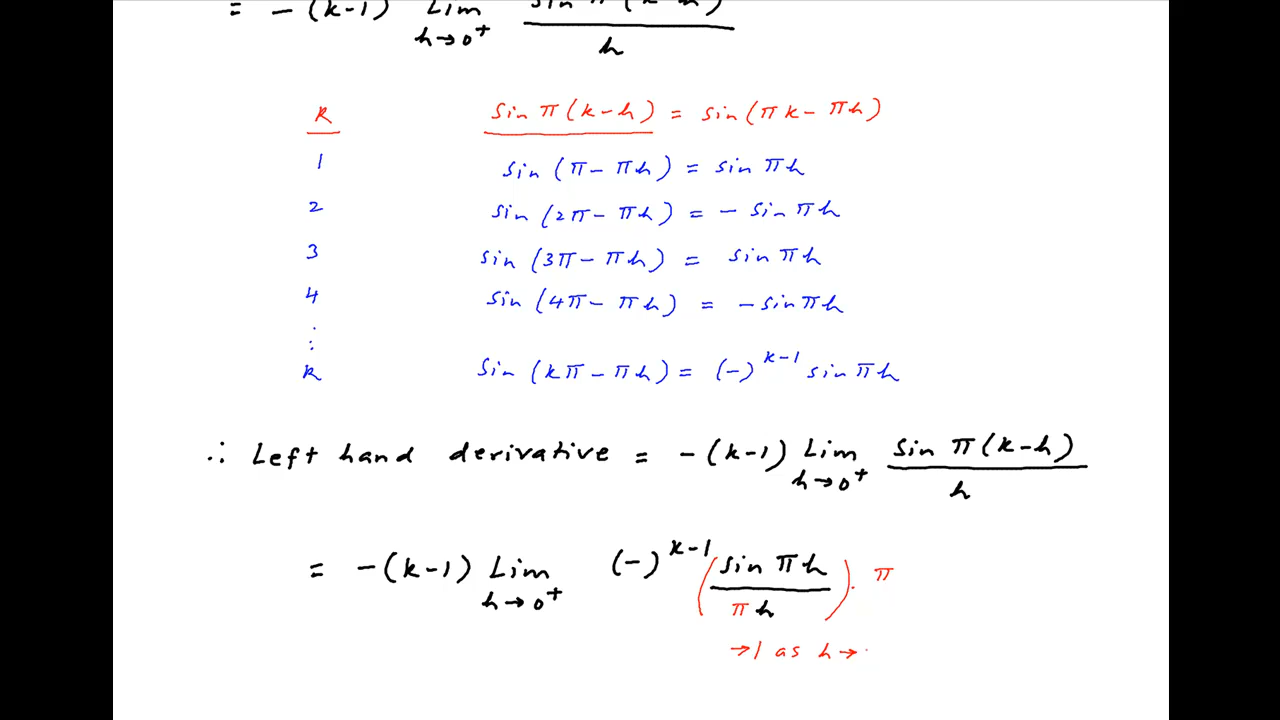 = - (k-1) Lim h→0⁺ sin π(k-h) / h
k sin π(k-h) = sin(πk - πh)
1 sin(π - πh) = sin πh
2 sin(2π - πh) = - sin πh
3 sin(3π - πh) = sin πh
4 sin(4π - πh) = - sin πh
⋮
k sin(kπ - πh) = (-)^(k-1) sin πh
∴ Left hand derivative = -(k-1) Lim h→0⁺ sin π(k-h) / h
= -(k-1) Lim h→0⁺ (-)^(k-1) (sin πh / πh) . π
→1 as h→